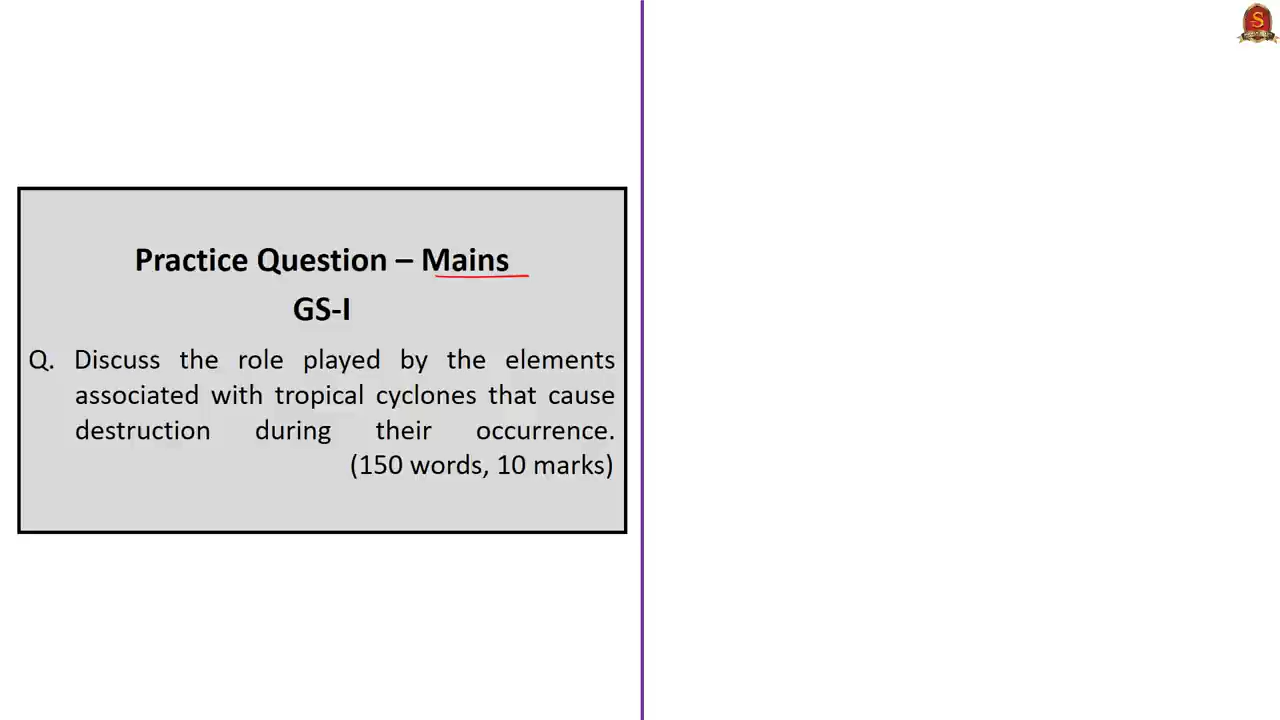 Practice Question – Mains
GS-I
Q. Discuss the role played by the elements
associated with tropical cyclones that cause
destruction during their occurrence.
(150 words, 10 marks)
S